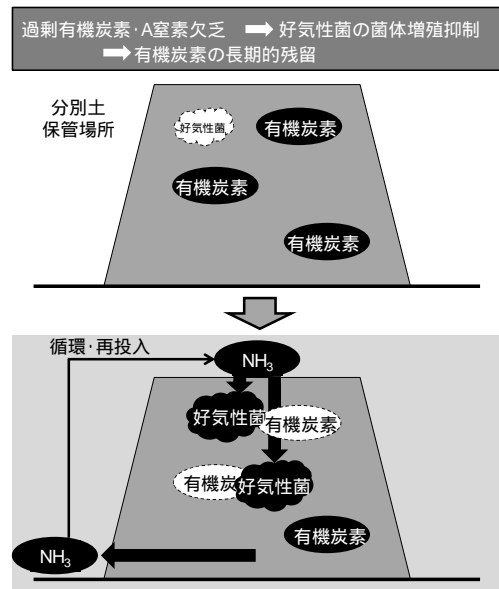 過剰有機炭素･A窒素欠乏 ➡ 好気性菌の菌体増殖抑制
➡有機炭素の長期的残留
分別土
保管場所
好気性菌
有機炭素
有機炭素
有機炭素
循環･再投入
NH₃
好気性菌
有機炭素
有機炭
好気性菌
有機炭素
NH₃